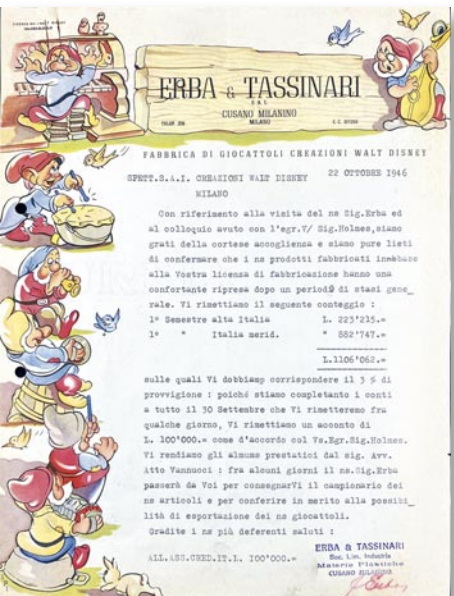 ERBA & TASSINARI
S.A.L.
CUSANO MILANINO
MILANO
FABBRICA DI GIOCATTOLI CREAZIONI WALT DISNEY
22 OTTOBRE 1946
SPETT.S.A.I. CREAZIONI WALT DISNEY
MILANO
Con riferimento alla visita del ns Sig.Erba ed
al colloquio avuto con l'egr.V/ Sig.Holmes,siamo
grati della cortese accoglienza e siamo pure lieti
di confermare che i ns prodotti fabbricati in base
alla Vostra licenza di fabbricazione hanno una
confortante ripresa dopo un periodo di stasi gene_
rale. Vi rimettiamo il seguente conteggio :
1° Semestre alta Italia L. 223'215.=
1° " Italia merid. " 882'747.=
L.1106'062.=
sulle quali Vi dobbiamp corrispondere il 3 % di
provvigione : poiché stiamo completanto i conti
a tutto il 30 Settembre che Vi rimetteremo fra
qualche giorno, Vi rimettiamo un acconto di
L. 100'000.= come d'accordo col Vs.Egr.Sig.Holmes.
Vi rendiamo gli albums prestatici dal sig. Avv.
Atto Vannucci : fra alcuni giorni il ns.Sig.Erba
passerà da Voi per consegnarVi il campionario dei
ns articoli e per conferire in merito alla possibi_
lità di esportazione dei ns giocattoli.
Gradite i ns più deferenti saluti :
ALL.ASS.CRED.IT.L. 100'000.=
ERBA & TASSINARI
Soc. Lim. Industria
Materie Plastiche
CUSANO MILANINO